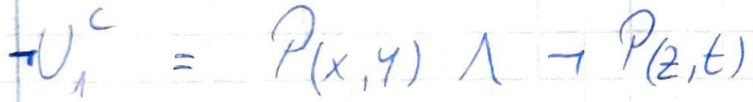 ¬U₁ᶜ = P(x,y) ∧ ¬ P(z,t)